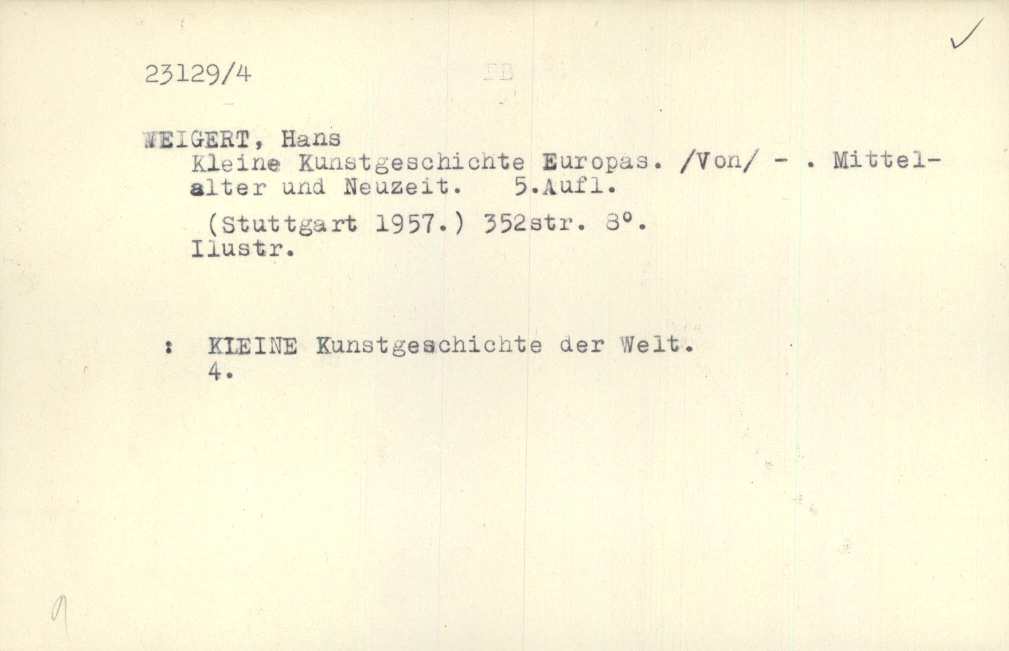 23129/4
WEIGERT, Hans
Kleine Kunstgeschichte Europas. /Von/ - . Mittel-
alter und Neuzeit. 5.Aufl.
(Stuttgart 1957.) 352str. 8°.
Ilustr.
: KLEINE Kunstgeschichte der Welt.
4.